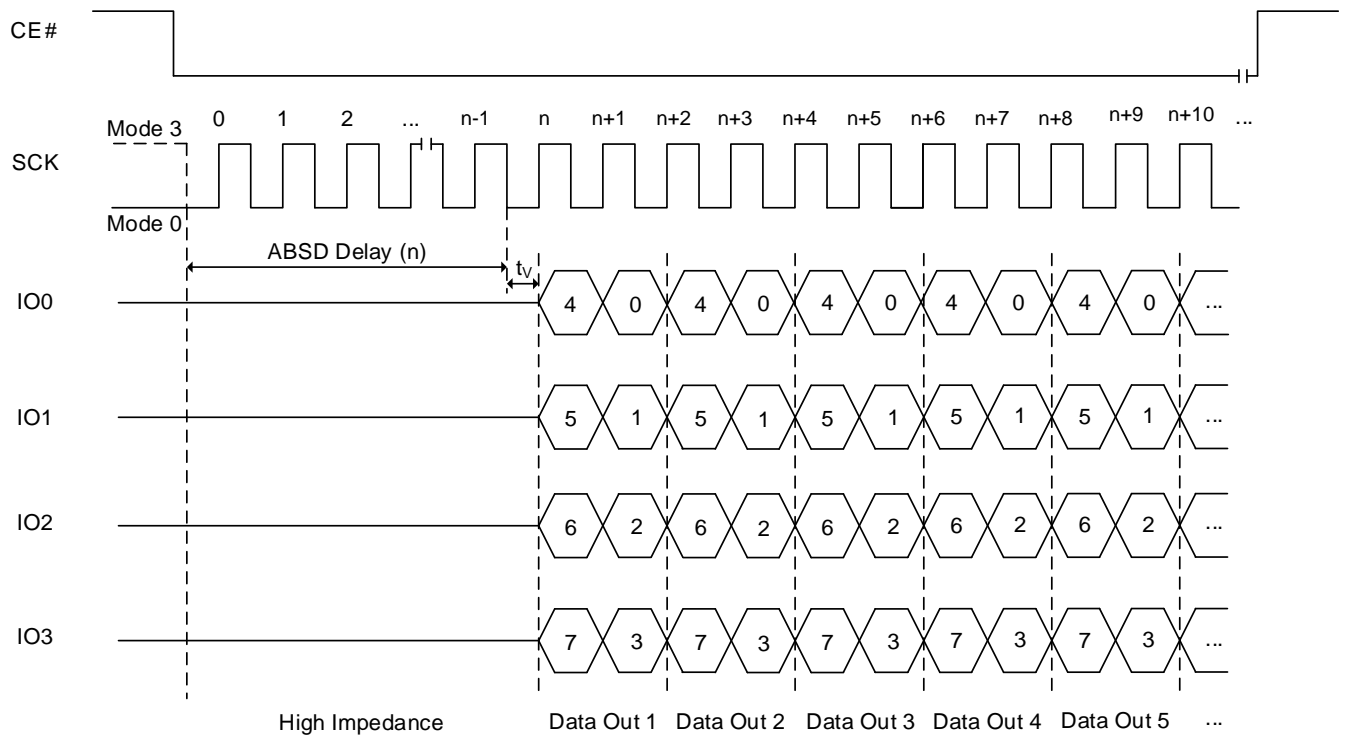 CE#
0 1 2 ... n-1 n n+1 n+2 n+3 n+4 n+5 n+6 n+7 n+8 n+9 n+10 ...
Mode 3
SCK
Mode 0
ABSD Delay (n)
tV
IO0 4 0 4 0 4 0 4 0 4 0 ...
IO1 5 1 5 1 5 1 5 1 5 1 ...
IO2 6 2 6 2 6 2 6 2 6 2 ...
IO3 7 3 7 3 7 3 7 3 7 3 ...
High Impedance Data Out 1 Data Out 2 Data Out 3 Data Out 4 Data Out 5 ...